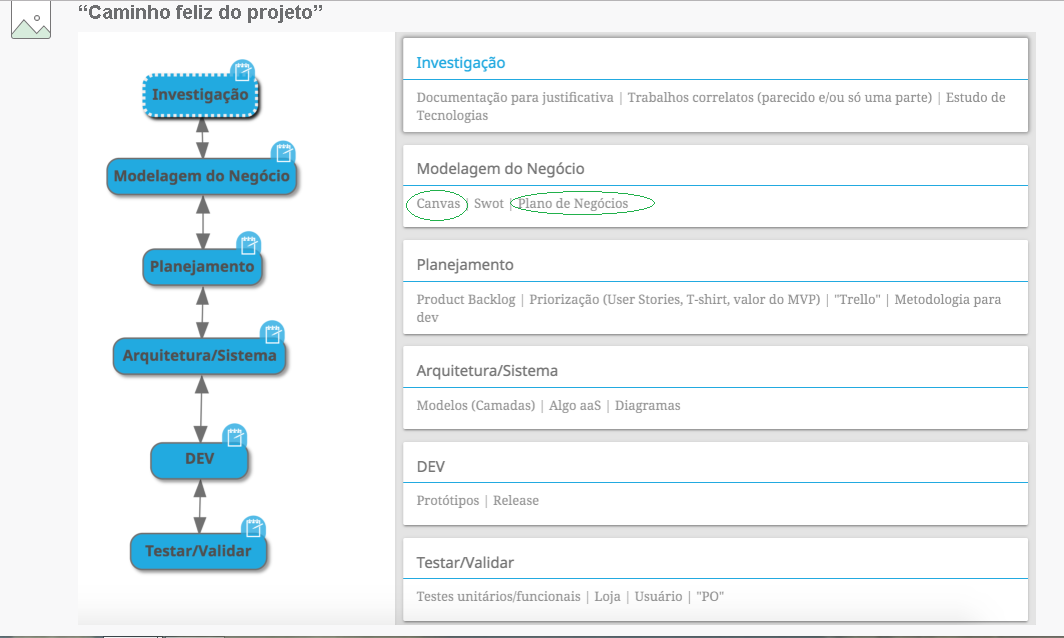 “Caminho feliz do projeto”
Investigação
Modelagem do Negócio
Planejamento
Arquitetura/Sistema
DEV
Testar/Validar
Investigação
Documentação para justificativa | Trabalhos correlatos (parecido e/ou só uma parte) | Estudo de
Tecnologias
Modelagem do Negócio
Canvas | Swot | Plano de Negócios
Planejamento
Product Backlog | Priorização (User Stories, T-shirt, valor do MVP) | "Trello" | Metodologia para
dev
Arquitetura/Sistema
Modelos (Camadas) | Algo aaS | Diagramas
DEV
Protótipos | Release
Testar/Validar
Testes unitários/funcionais | Loja | Usuário | "PO"